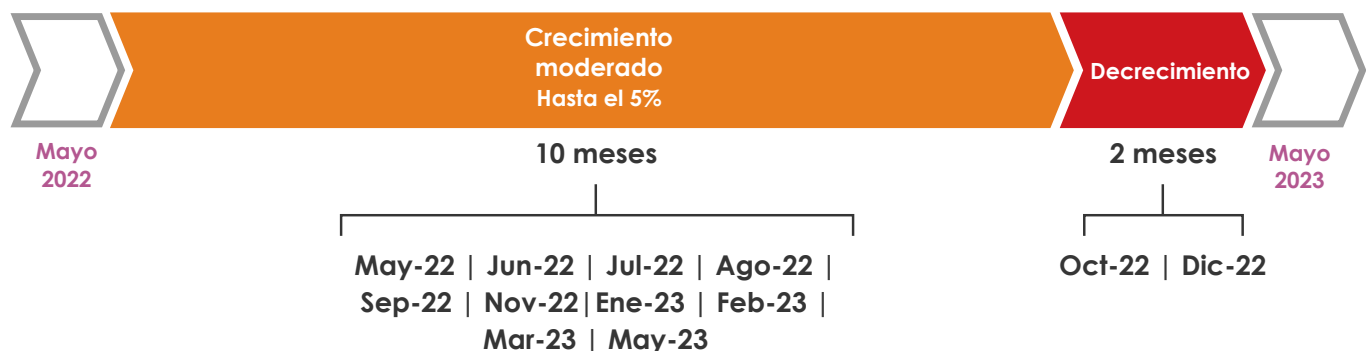 Crecimiento
moderado
Hasta el 5%
Decrecimiento
Mayo
2022
10 meses
2 meses
Mayo
2023
May-22 | Jun-22 | Jul-22 | Ago-22 |
Sep-22 | Nov-22|Ene-23 | Feb-23 |
Mar-23 | May-23
Oct-22 | Dic-22